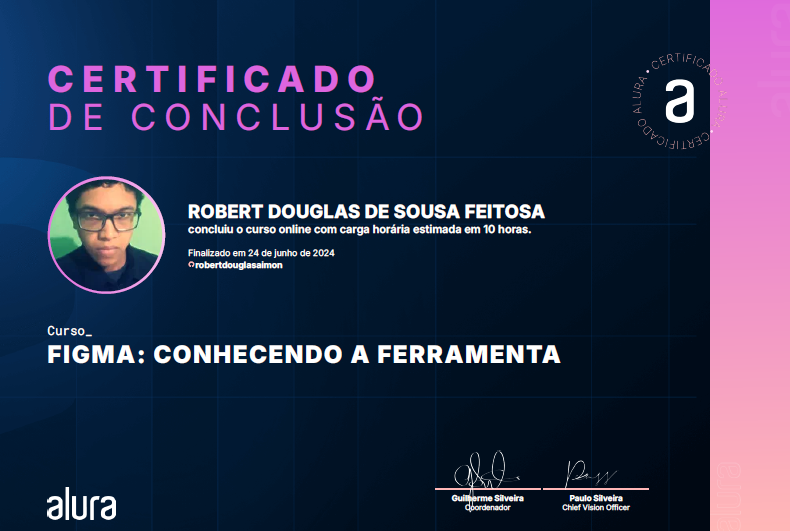 CERTIFICADO
DE CONCLUSÃO
ALURA • CERTIFICADO ALURA • CERTIFICADO
a
alura
ROBERT DOUGLAS DE SOUSA FEITOSA
concluiu o curso online com carga horária estimada em 10 horas.
Finalizado em 24 de junho de 2024
robertdouglasaimon
Curso_
FIGMA: CONHECENDO A FERRAMENTA
alura
Guilherme Silveira
Coordenador
Paulo Silveira
Chief Vision Officer